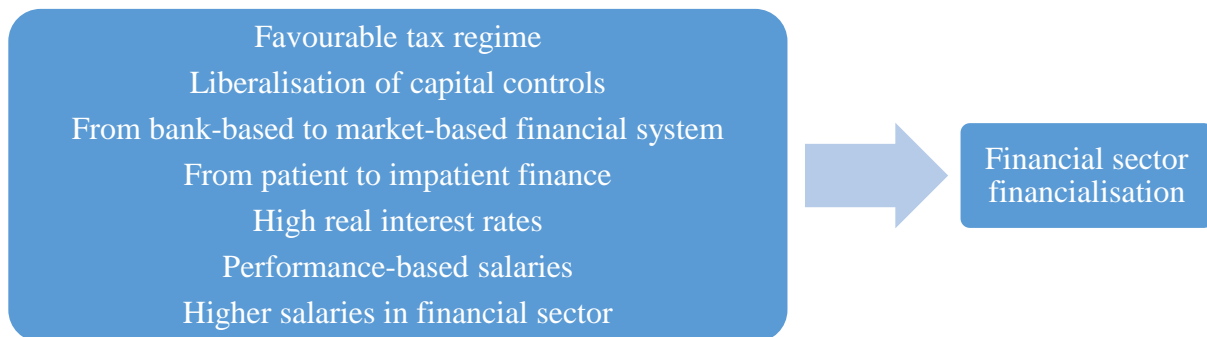 Favourable tax regime
Liberalisation of capital controls
From bank-based to market-based financial system
From patient to impatient finance
High real interest rates
Performance-based salaries
Higher salaries in financial sector
Financial sector
financialisation